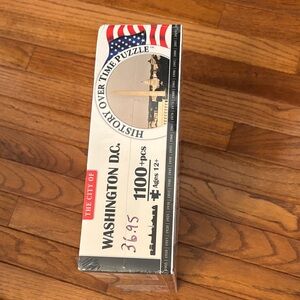 HISTORY OVER TIME PUZZLE
THE CITY OF
WASHINGTON D.C.
1100+pcs
Ages 12+
36.95